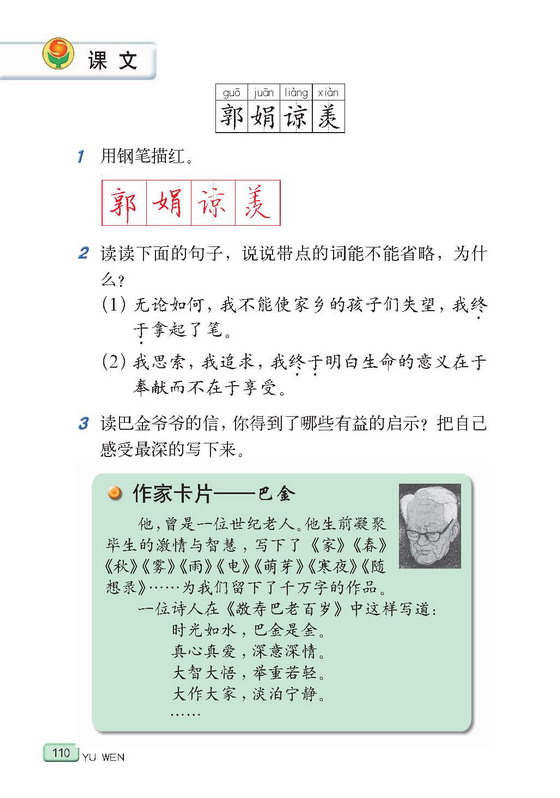 课文
guō juān liàng xiàn
郭娟谅羡
1 用钢笔描红。
郭娟谅羡
2 读读下面的句子，说说带点的词能不能省略，为什
么？
（1）无论如何，我不能使家乡的孩子们失望，我终
于拿起了笔。
（2）我思索，我追求，我终于明白生命的意义在于
奉献而不在于享受。
3 读巴金爷爷的信，你得到了哪些有益的启示？把自己
感受最深的写下来。
作家卡片——巴金
他，曾是一位世纪老人。他生前凝聚
毕生的激情与智慧，写下了《家》《春》
《秋》《雾》《雨》《电》《萌芽》《寒夜》《随
想录》……为我们留下了千万字的作品。
一位诗人在《敬寿巴老百岁》中这样写道：
时光如水，巴金是金。
真心真爱，深意深情。
大智大悟，举重若轻。
大作大家，淡泊宁静。
……
110 YU WEN